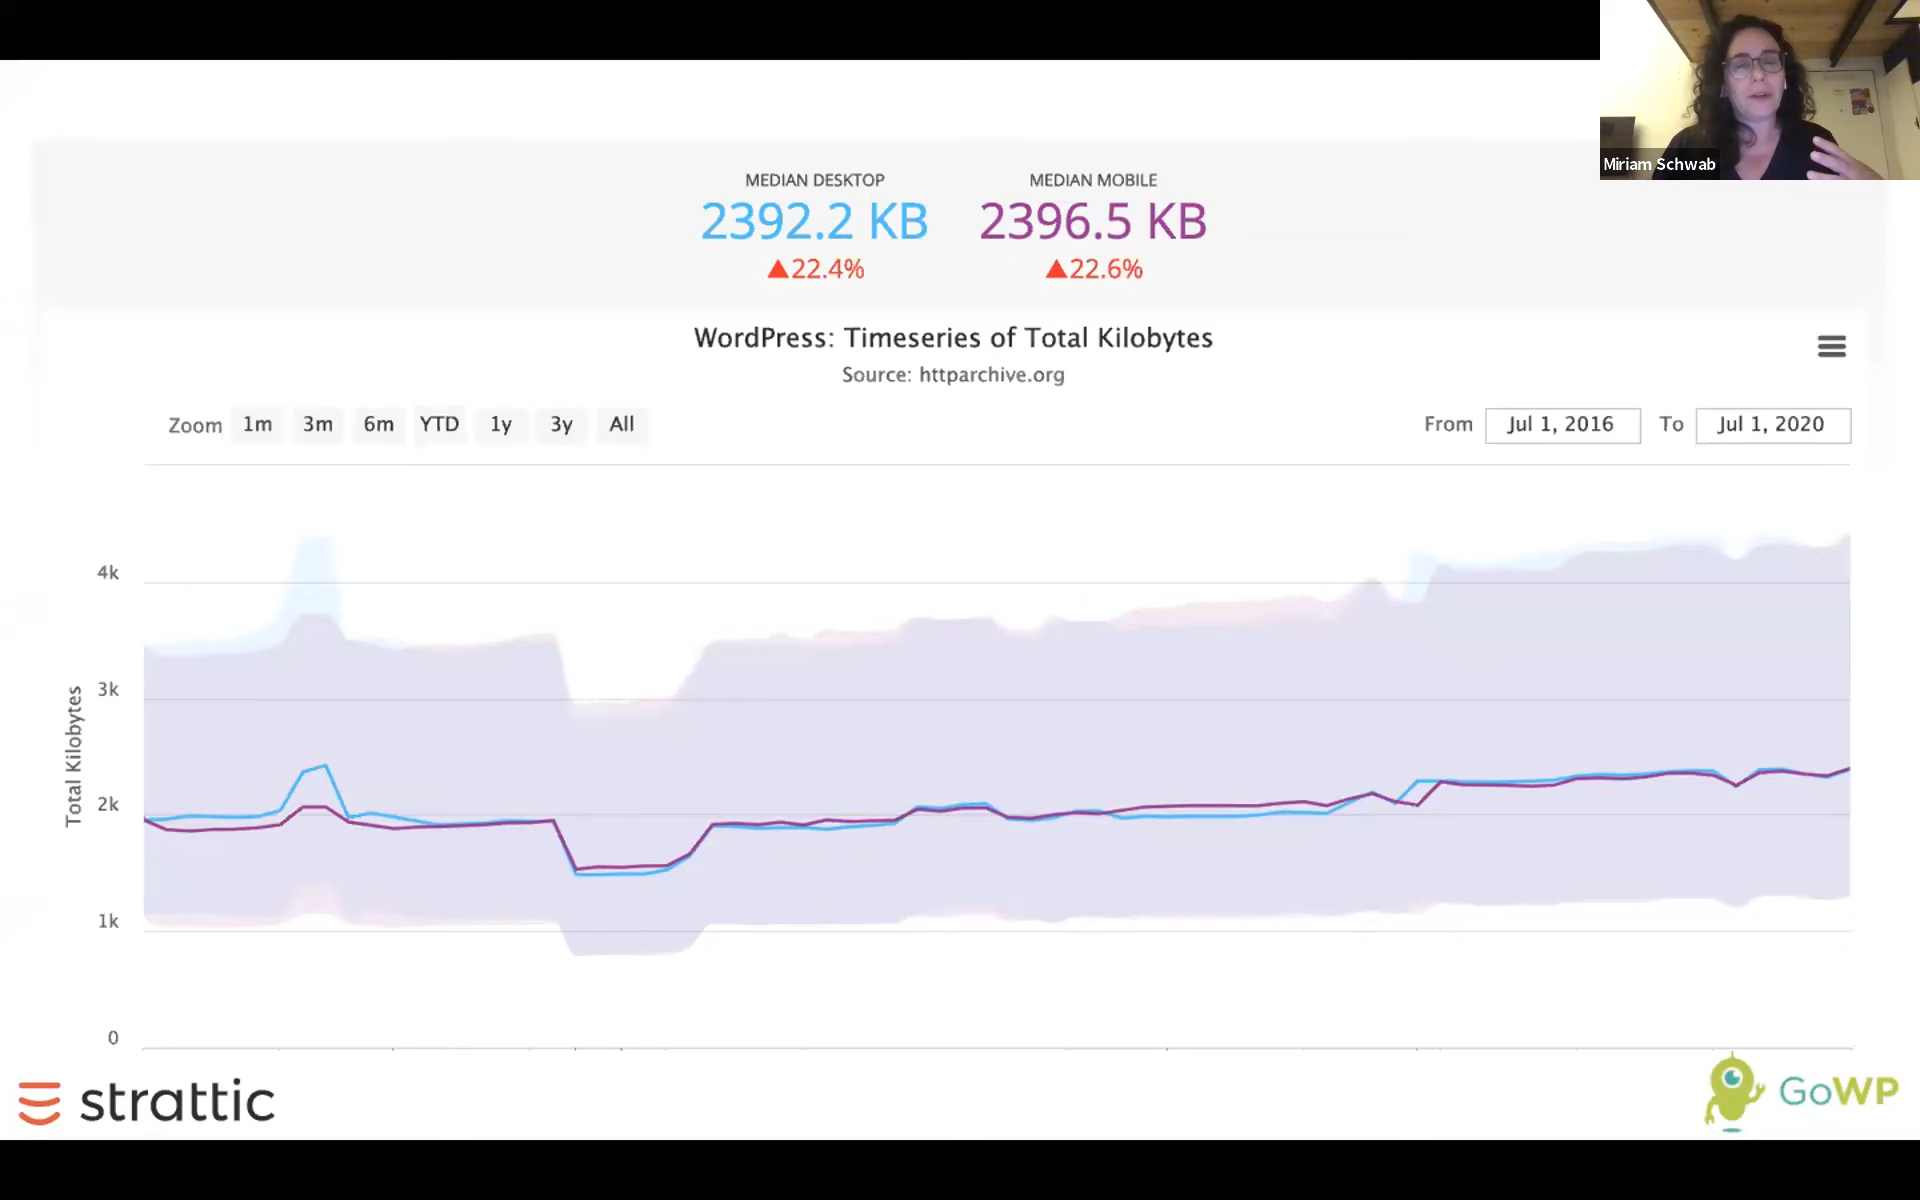 Miriam Schwab
MEDIAN DESKTOP
2392.2 KB
▲22.4%
MEDIAN MOBILE
2396.5 KB
▲22.6%
WordPress: Timeseries of Total Kilobytes
Source: httparchive.org
Zoom 1m 3m 6m YTD 1y 3y All
From Jul 1, 2016 To Jul 1, 2020
Total Kilobytes
4k
3k
2k
1k
0
strattic
GoWP